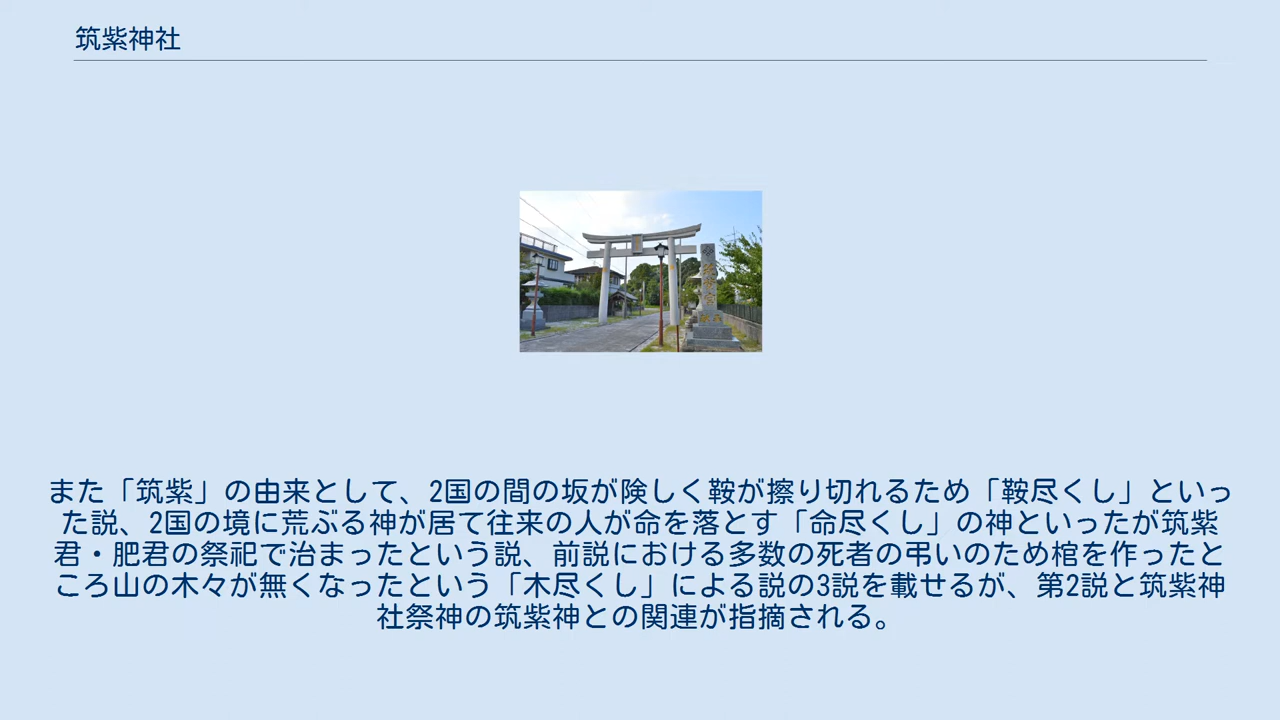 筑紫神社
また「筑紫」の由来として、2国の間の坂が険しく鞍が擦り切れるため「鞍尽くし」といっ
た説、2国の境に荒ぶる神が居て往来の人が命を落とす「命尽くし」の神といったが筑紫
君・肥君の祭祀で治まったという説、前説における多数の死者の弔いのため棺を作ったと
ころ山の木々が無くなったという「木尽くし」による説の3説を載せるが、第2説と筑紫神
社祭神の筑紫神との関連が指摘される。